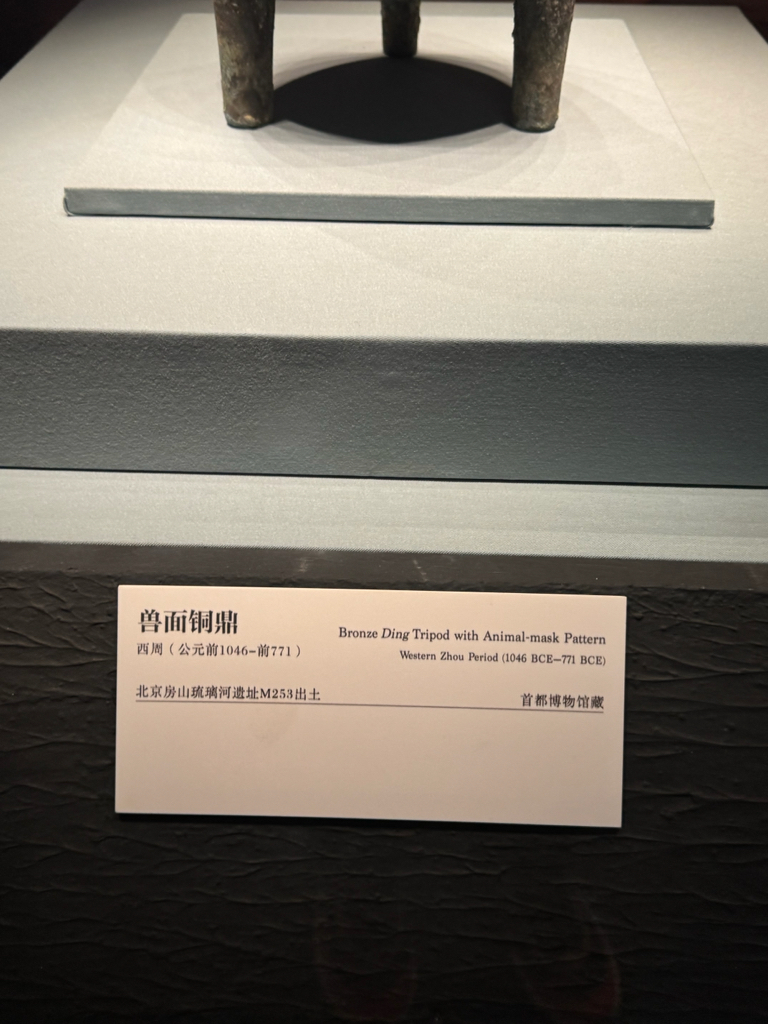 兽面铜鼎
西周（公元前1046-前771）
Bronze Ding Tripod with Animal-mask Pattern
Western Zhou Period (1046 BCE—771 BCE)
北京房山琉璃河遗址M253出土
首都博物馆藏